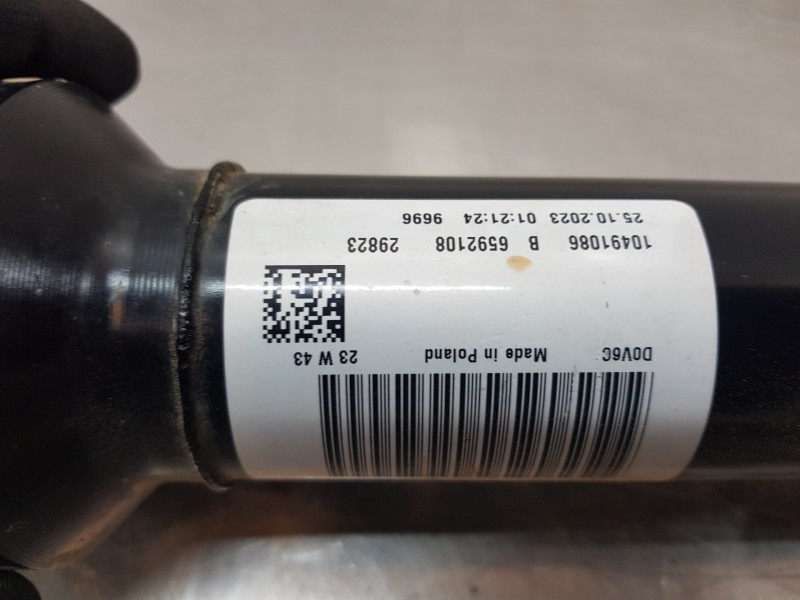 D0V6C Made in Poland 23 W 43
10491086 B 6592108 29823
25.10.2023 01:21:24 9696